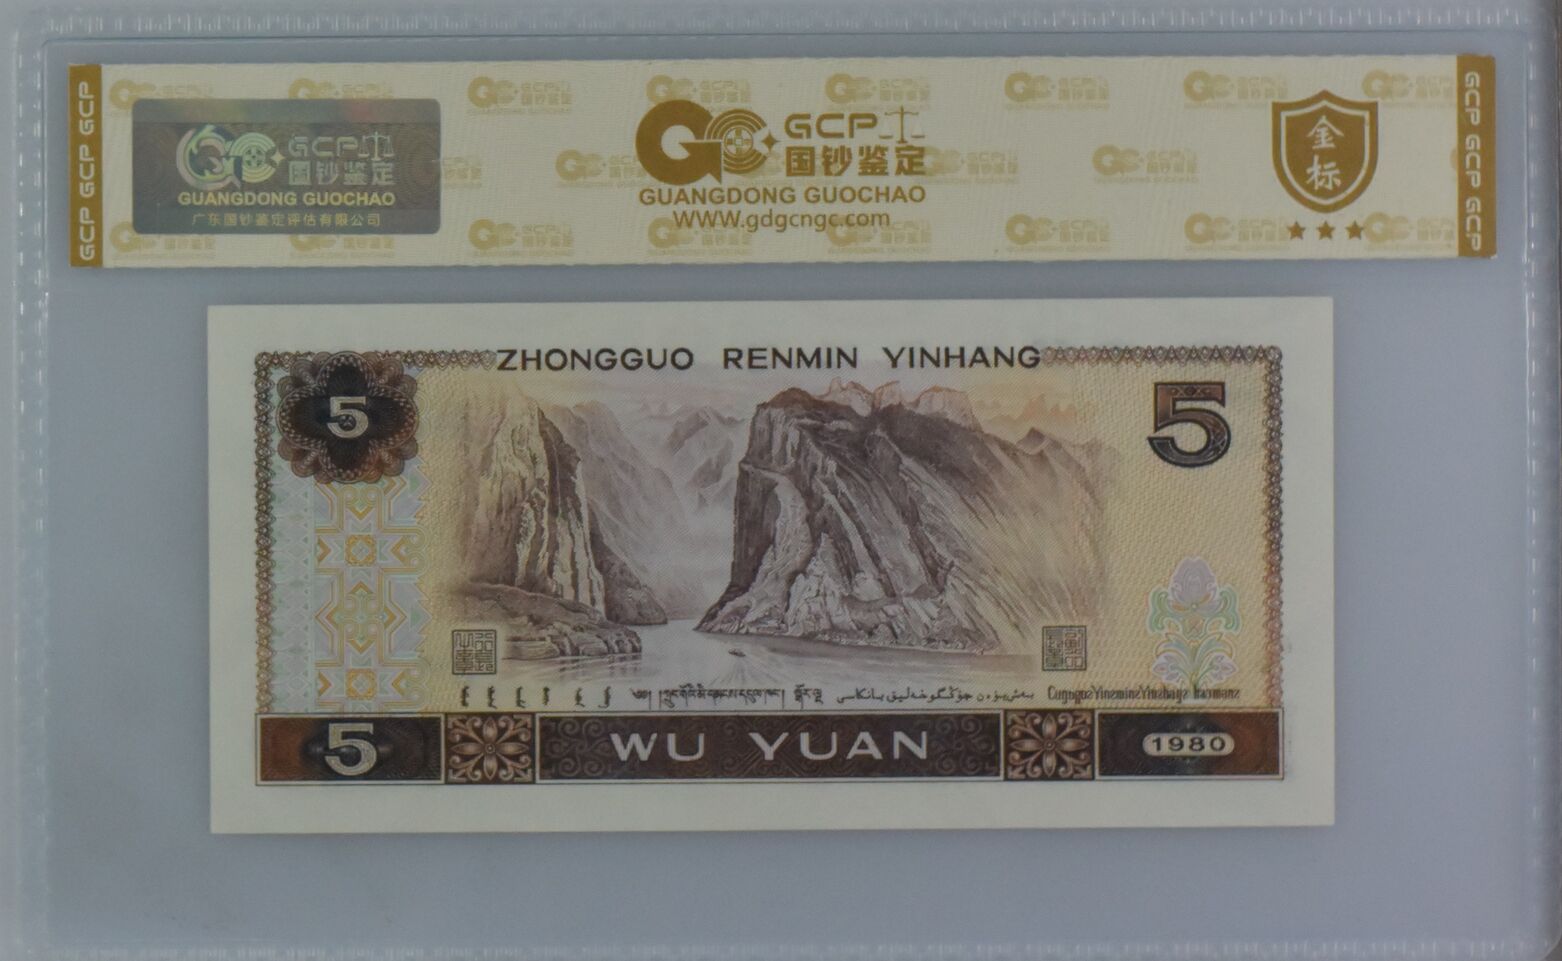 GCP GCP GCP
GCP
国钞鉴定
GUANGDONG GUOCHAO
广东国钞鉴定评估有限公司
GCP
国钞鉴定
GUANGDONG GUOCHAO
WWW.gdgcngc.com
金标
GCP GCP GCP
ZHONGGUO RENMIN YINHANG
5
5
5
WU YUAN
1980